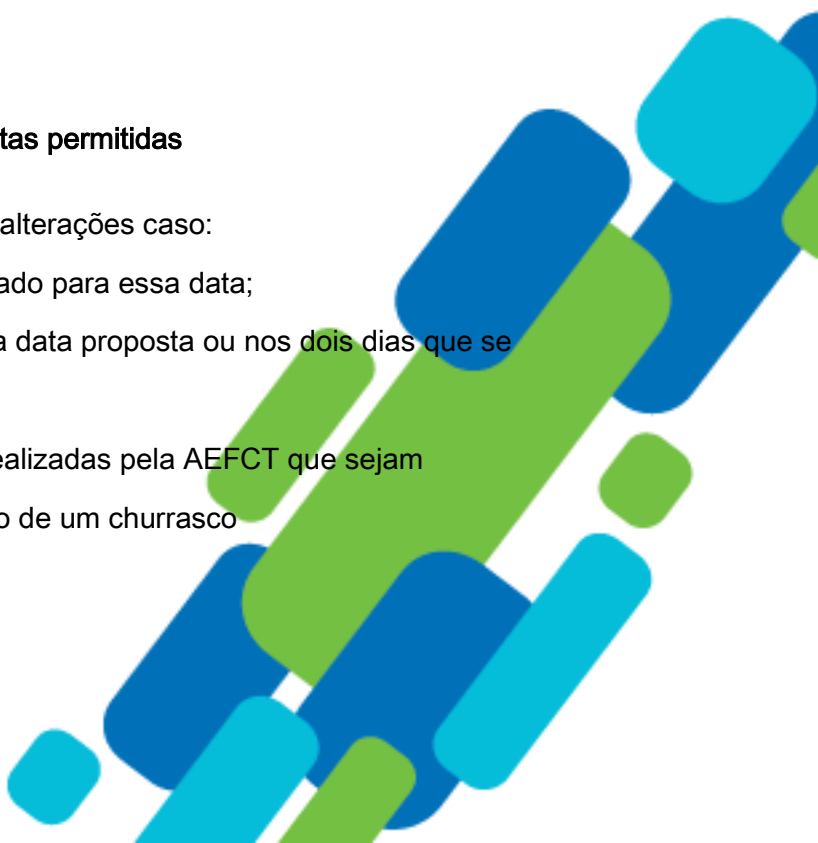 tas permitidas
alterações caso:
ado para essa data;
a data proposta ou nos dois dias que se
ealizadas pela AEFCT que sejam
o de um churrasco